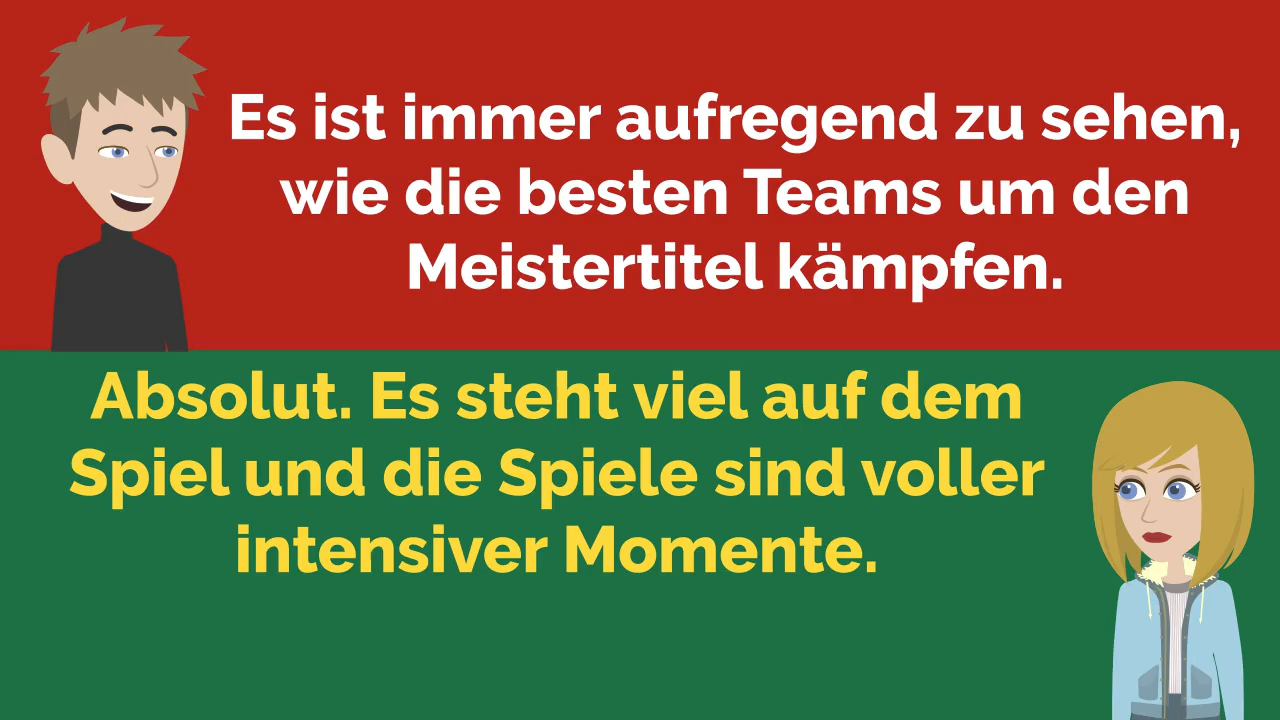 Es ist immer aufregend zu sehen,
wie die besten Teams um den
Meistertitel kämpfen.
Absolut. Es steht viel auf dem
Spiel und die Spiele sind voller
intensiver Momente.